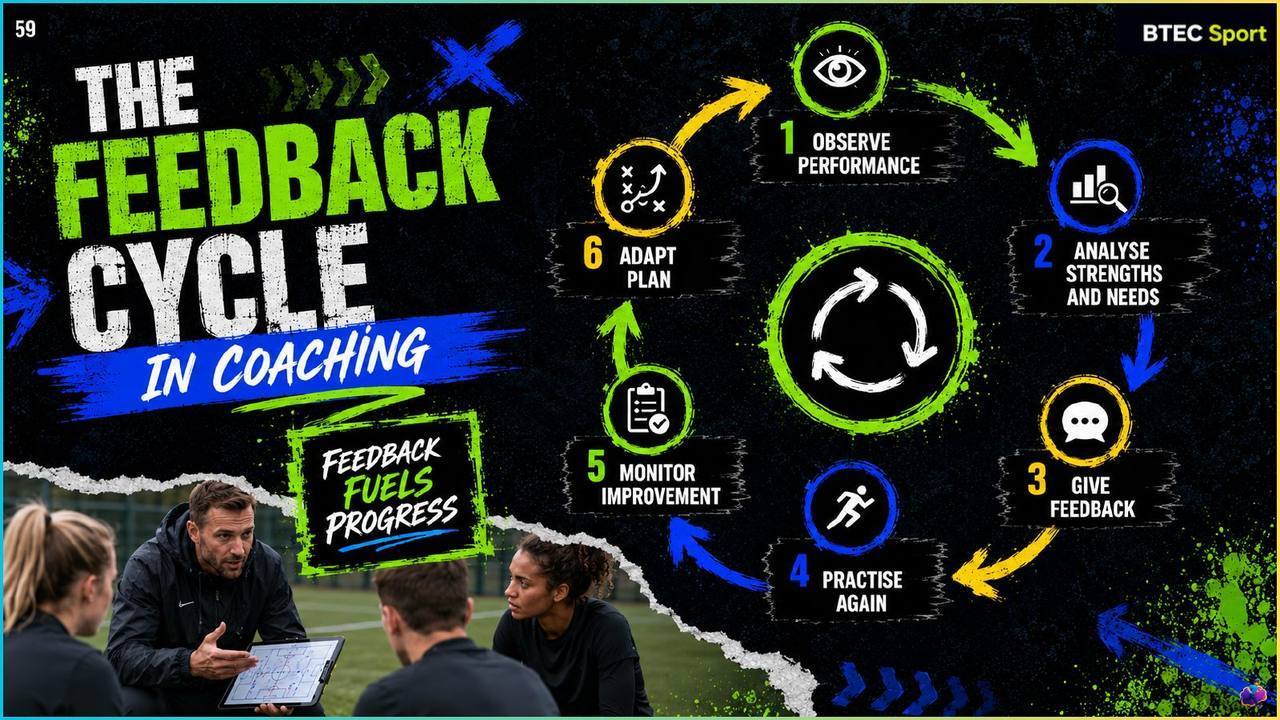 59
BTEC Sport
THE
FEEDBACK
CYCLE
IN COACHING
FEEDBACK
FUELS
PROGRESS
1 OBSERVE
PERFORMANCE
2 ANALYSE
STRENGTHS
AND NEEDS
3 GIVE
FEEDBACK
4 PRACTISE
AGAIN
5 MONITOR
IMPROVEMENT
6 ADAPT
PLAN